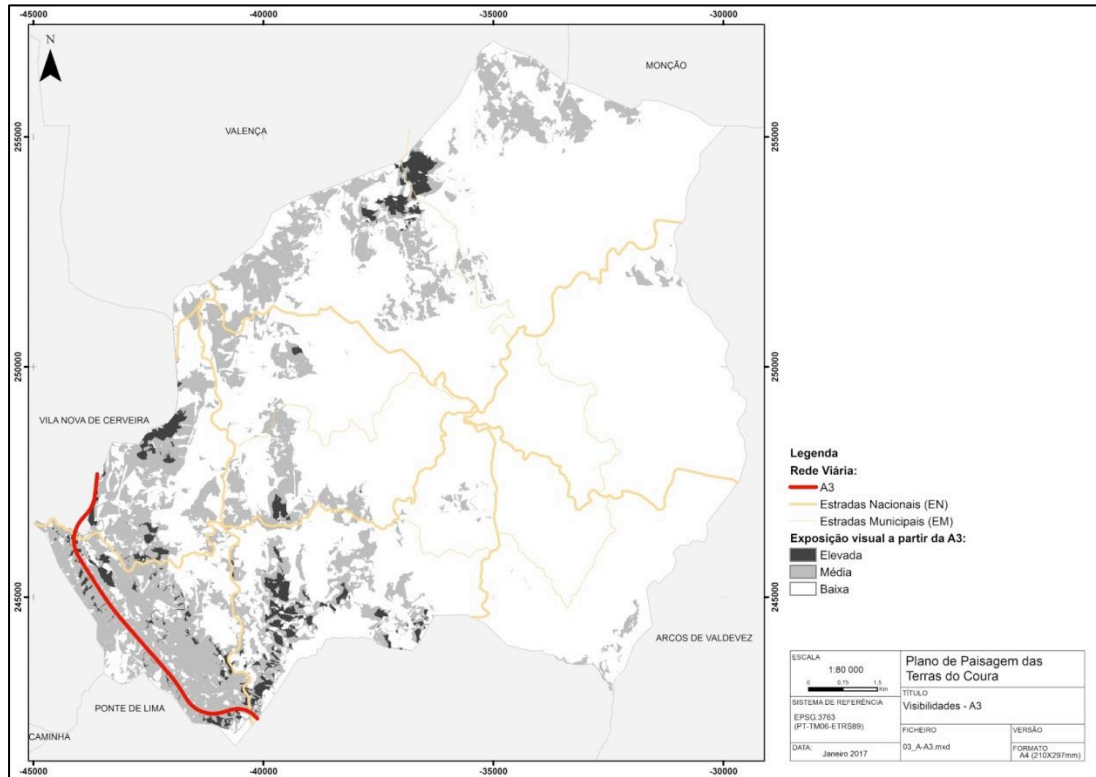 -45000
-40000
-35000
-30000
N
MONÇÃO
VALENÇA
255000
255000
250000
250000
VILA NOVA DE CERVEIRA
245000
245000
ARCOS DE VALDEVEZ
PONTE DE LIMA
CAMINHA
-45000
-40000
-35000
-30000
Legenda
Rede Viária:
A3
Estradas Nacionais (EN)
Estradas Municipais (EM)
Exposição visual a partir da A3:
Elevada
Média
Baixa
ESCALA
1:80 000
0 0.75 1.5
Km
SISTEMA DE REFERÊNCIA
EPSG:3763
(PT-TM06-ETRS89)
DATA:
Janeiro 2017
Plano de Paisagem das
Terras do Coura
TÍTULO
Visibilidades - A3
FICHEIRO
03_A-A3.mxd
VERSÃO
FORMATO
A4 (210X297mm)